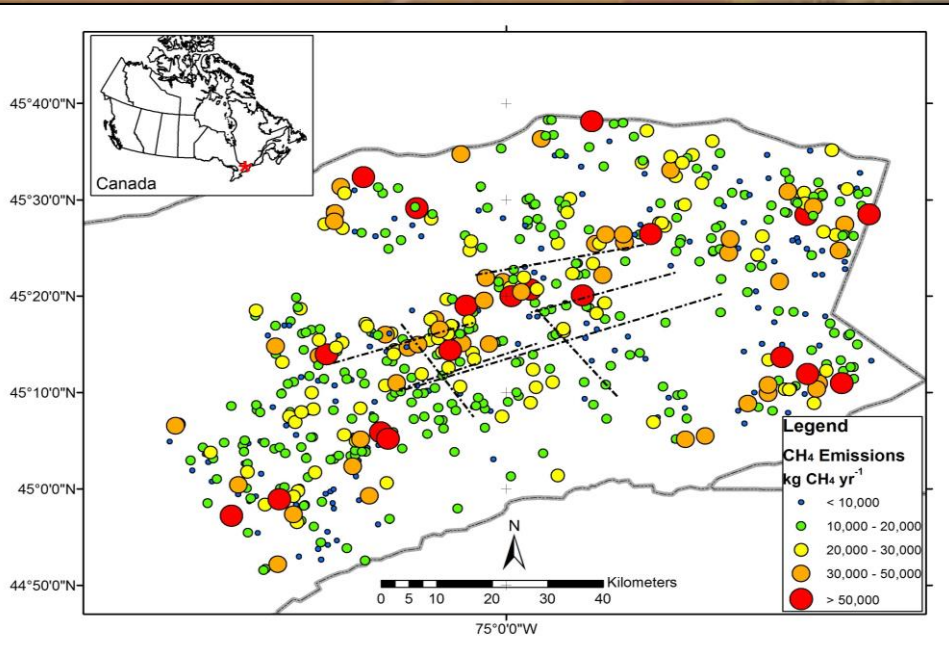 Canada
45°40'0"N
45°30'0"N
45°20'0"N
45°10'0"N
45°0'0"N
44°50'0"N
75°0'0"W
N
Kilometers
0 5 10 20 30 40
Legend
CH4 Emissions
kg CH4 yr-1
< 10,000
10,000 - 20,000
20,000 - 30,000
30,000 - 50,000
> 50,000